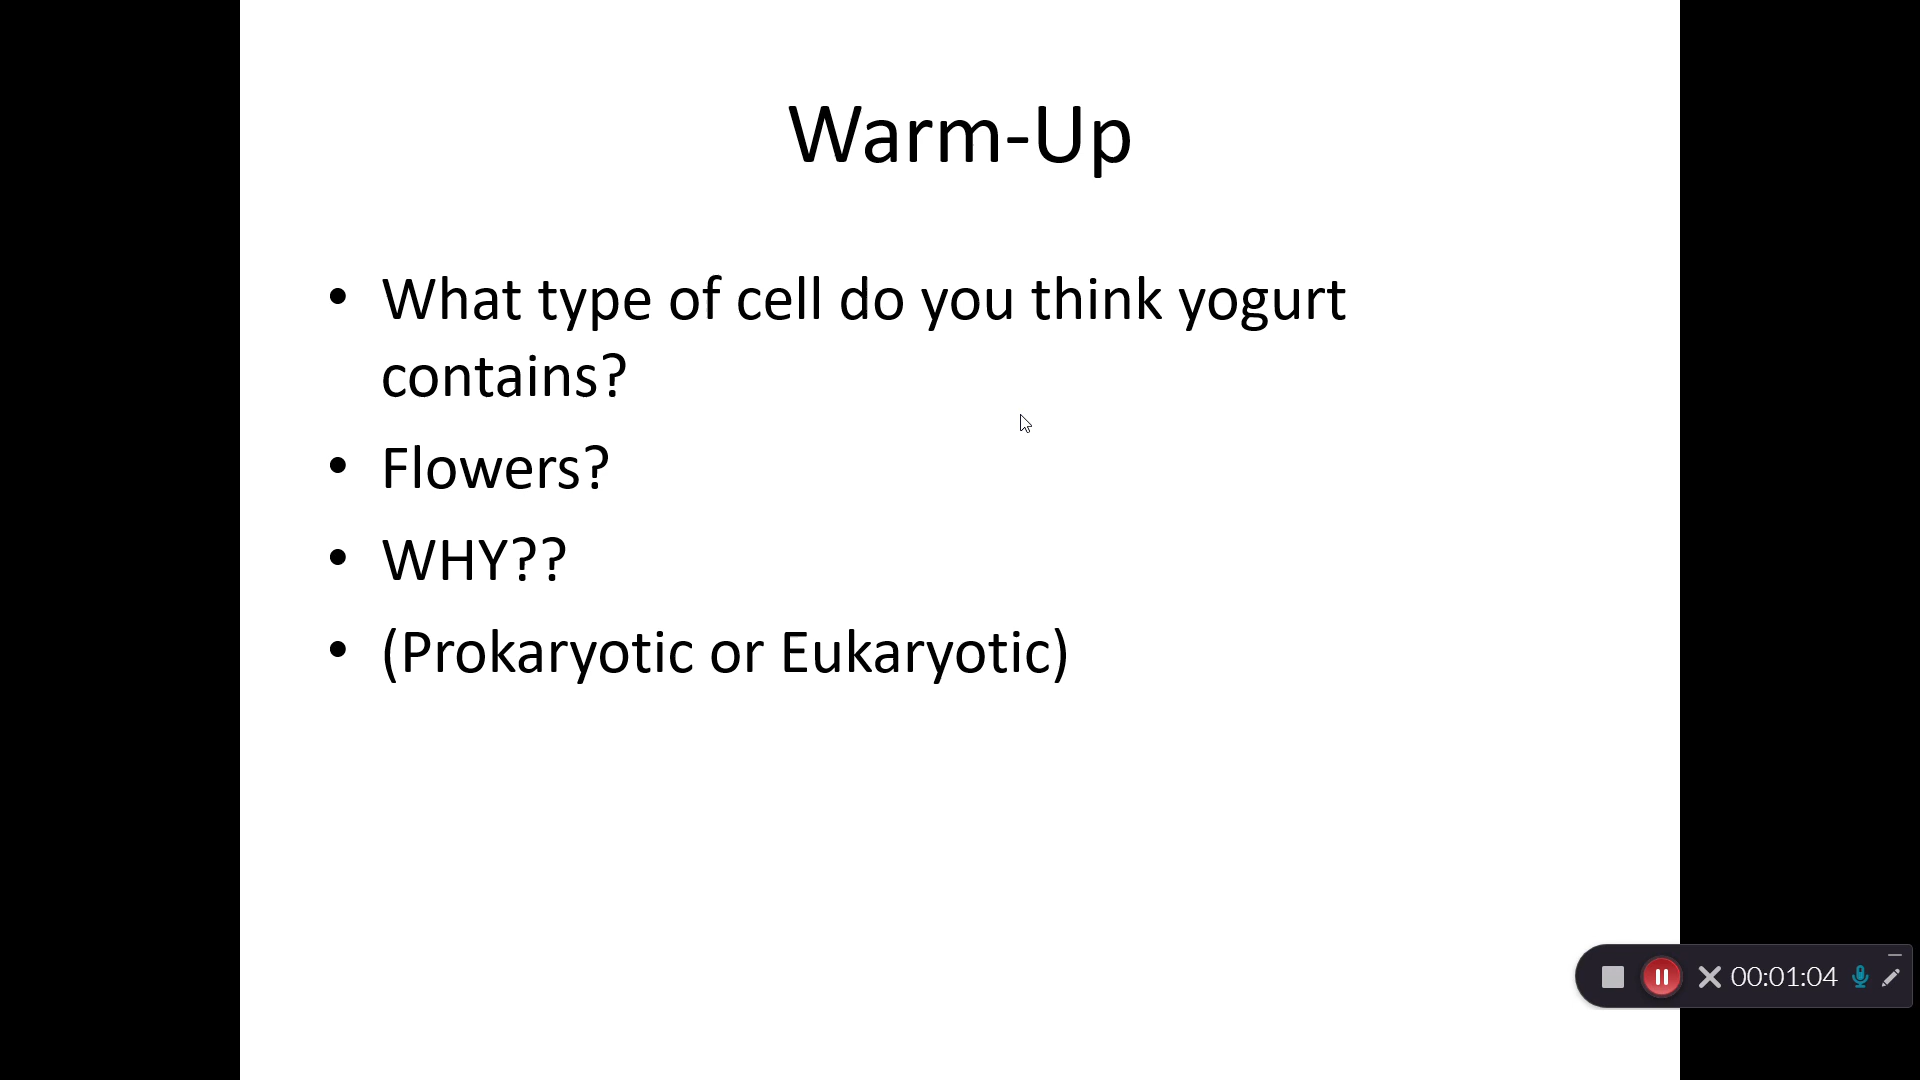 Warm-Up
• What type of cell do you think yogurt
contains?
• Flowers?
• WHY??
• (Prokaryotic or Eukaryotic)
00:01:04